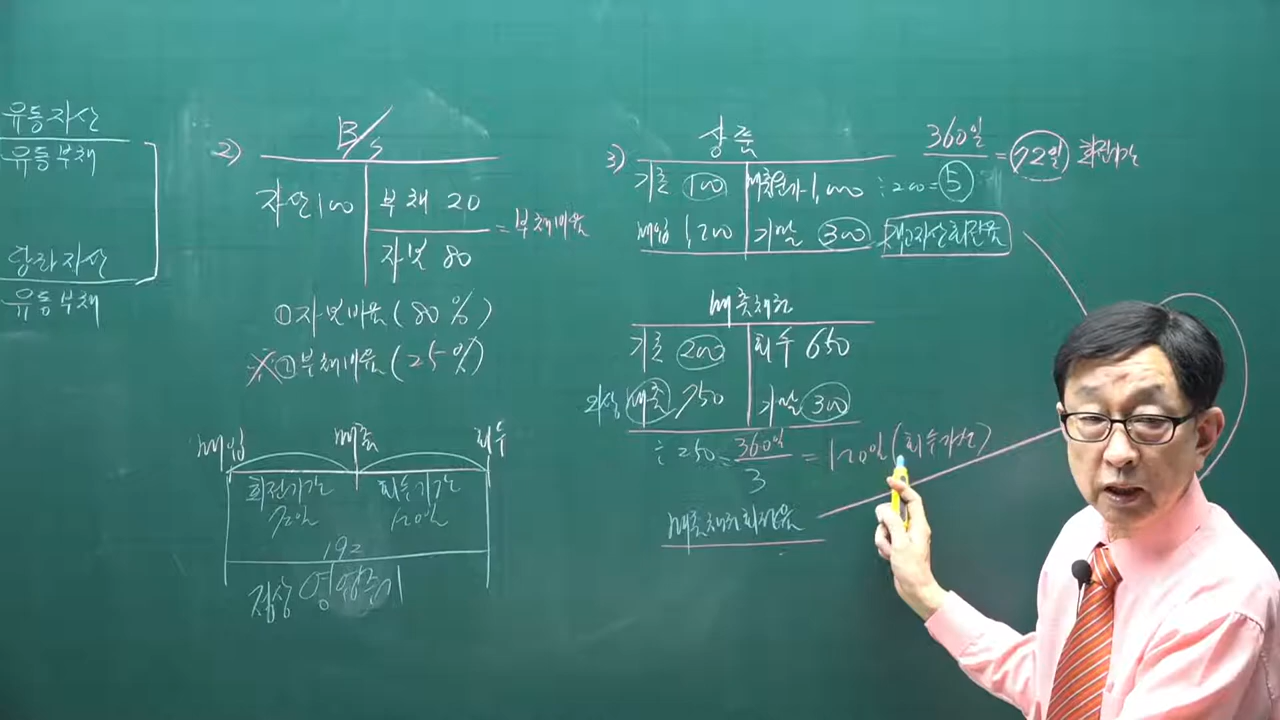 유동자산
유동부채
당좌자산
유동부채
2) B/S
자산 100 부채 20
자본 80 = 부채비율
①자본비율(80%)
※②부채비율(25%)
매입 매출 회수
회전기간 회수기간
72일 120일
192
정상영업주기
3) 상품
기초 100 매출원가 1,000 ÷200=5
매입 1,200 기말 300 재고자산회전율
360일 = 72일 회전기간
매출채권
기초 200 회수 650
외상 매출 750 기말 300
÷250 = 360일/3 = 120일(회수기간)
매출채권회전율